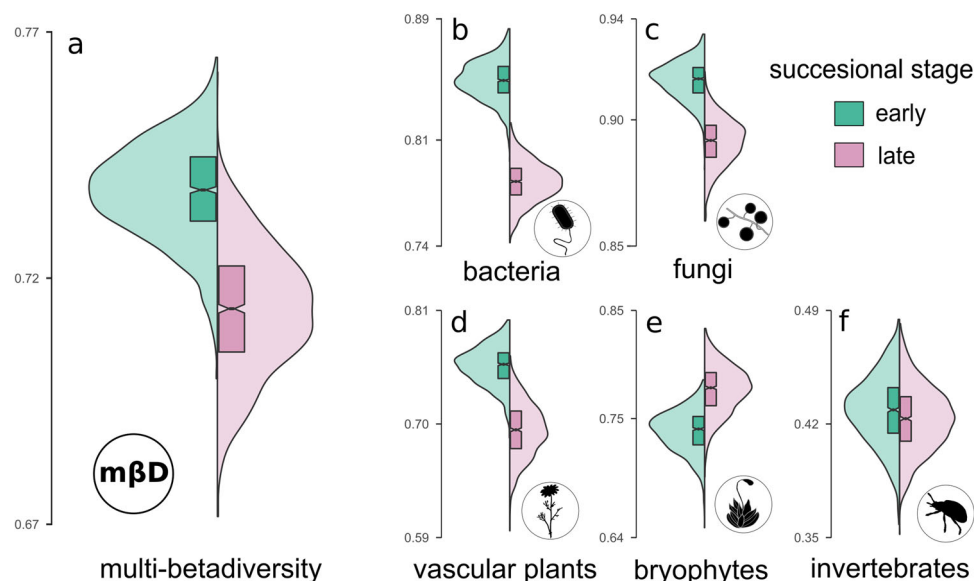 0.77
a
0.72
0.67
mβD
multi-betadiversity
0.89
b
0.81
0.74
bacteria
0.94
c
0.90
0.85
fungi
succesional stage
early
late
0.81
d
0.70
0.59
vascular plants
0.85
e
0.75
0.64
bryophytes
0.49
f
0.42
0.35
invertebrates